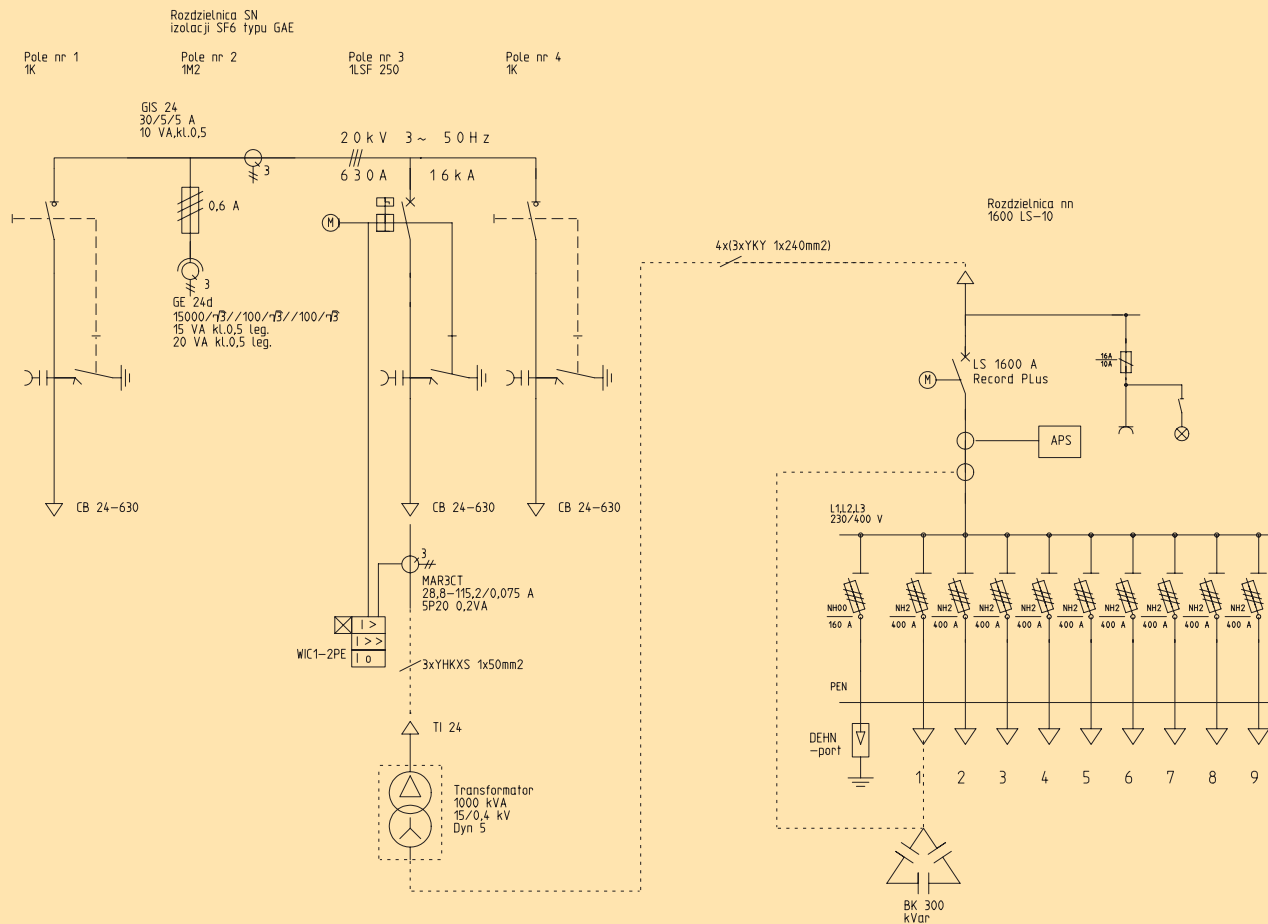 Rozdzielnica SN
izolacji SF6 typu GAE
Pole nr 1
1K
Pole nr 2
1M2
Pole nr 3
1LSF 250
Pole nr 4
1K
GIS 24
30/5/5 A
10 VA,kl.0,5
20kV 3~ 50Hz
630A 16kA
3
0,6 A
M
3
GE 24d
15000/√3//100/√3//100/√3
15 VA kl.0,5 leg.
20 VA kl.0,5 leg.
CB 24-630
CB 24-630
CB 24-630
3
MAR3CT
28,8-115,2/0,075 A
5P20 0,2VA
I >
I >>
I o
WIC1-2PE
3xYHKXS 1x50mm2
TI 24
Transformator
1000 kVA
15/0,4 kV
Dyn 5
4x(3xYKY 1x240mm2)
Rozdzielnica nn
1600 LS-10
LS 1600 A
Record PLus
M
16A
10A
APS
L1,L2,L3
230/400 V
NH00 NH2 NH2 NH2 NH2 NH2 NH2 NH2 NH2 NH2
160 A 400 A 400 A 400 A 400 A 400 A 400 A 400 A 400 A 400 A
PEN
DEHN
-port
1 2 3 4 5 6 7 8 9
BK 300
kVar